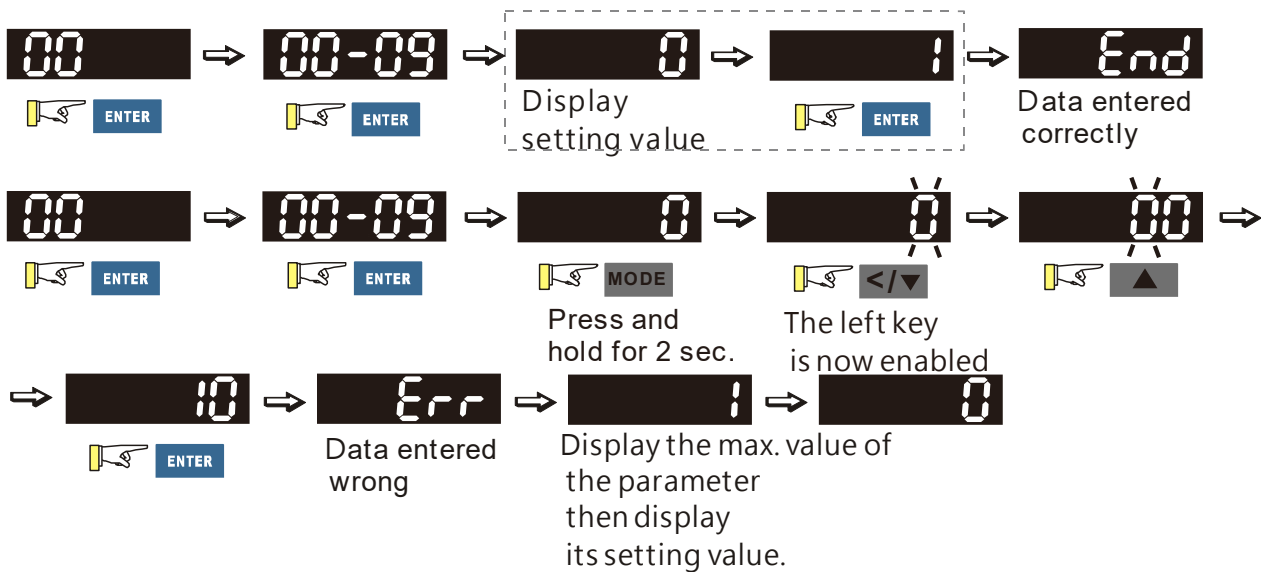 00 00-09 0 1 End
ENTER ENTER Display Data entered
setting value ENTER correctly
00 00-09 0 0 00
ENTER ENTER MODE </▼ ▲
Press and The left key
hold for 2 sec. is now enabled
10 Err 1 0
ENTER Data entered Display the max. value of
wrong the parameter
then display
its setting value.